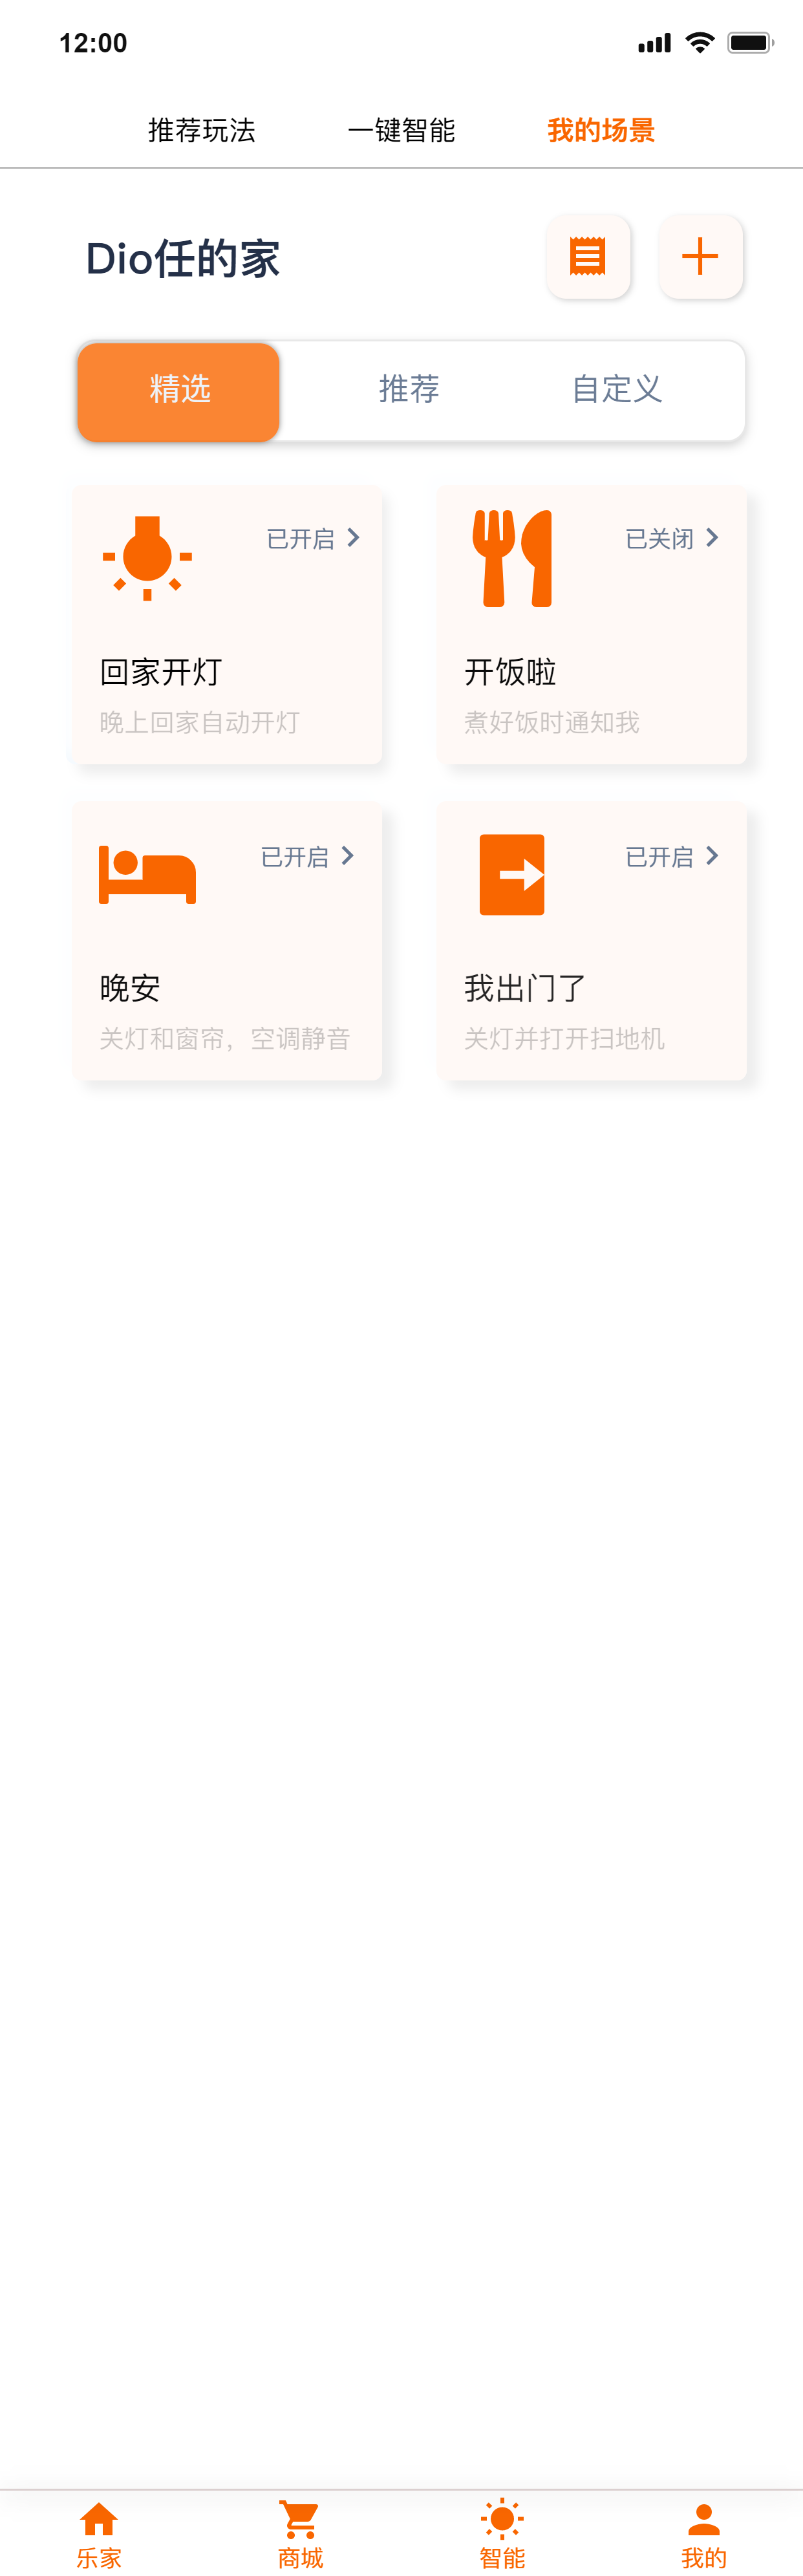 12:00
推荐玩法 一键智能 我的场景
Dio任的家
精选 推荐 自定义
已开启 已关闭
回家开灯 开饭啦
晚上回家自动开灯 煮好饭时通知我
已开启 已开启
晚安 我出门了
关灯和窗帘，空调静音 关灯并打开扫地机
乐家 商城 智能 我的